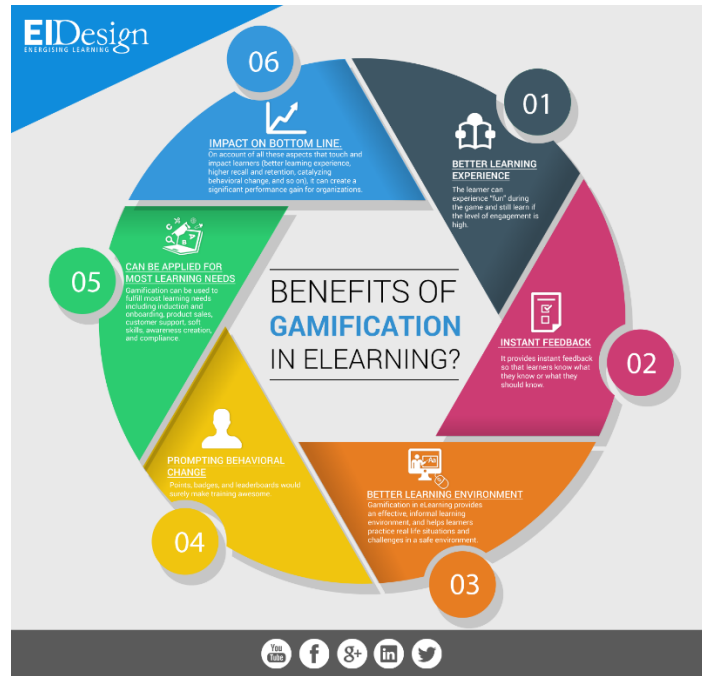 EIDesign
ENERGISING LEARNING
BENEFITS OF
GAMIFICATION
IN ELEARNING?
01
BETTER LEARNING
EXPERIENCE
The learner can
experience "fun" during
the game and still learn if
the level of engagement is
high.
02
INSTANT FEEDBACK
It provides instant feedback
so that learners know what
they know or what they
should know.
03
BETTER LEARNING ENVIRONMENT
Gamification in eLearning provides
an effective, informal learning
environment, and helps learners
practice real life situations and
challenges in a safe environment.
04
PROMPTING BEHAVIORAL
CHANGE
Points, badges, and leaderboards would
surely make training awesome.
05
CAN BE APPLIED FOR
MOST LEARNING NEEDS
Gamification can be used to
fulfill most learning needs
including induction and
onboarding, product sales,
customer support, soft
skills, awareness creation,
and compliance.
06
IMPACT ON BOTTOM LINE.
On account of all these aspects that touch and
impact learners (better learning experience,
higher recall and retention, catalyzing
behavioral change, and so on), it can create a
significant performance gain for organizations.
You
Tube
f
g+
in